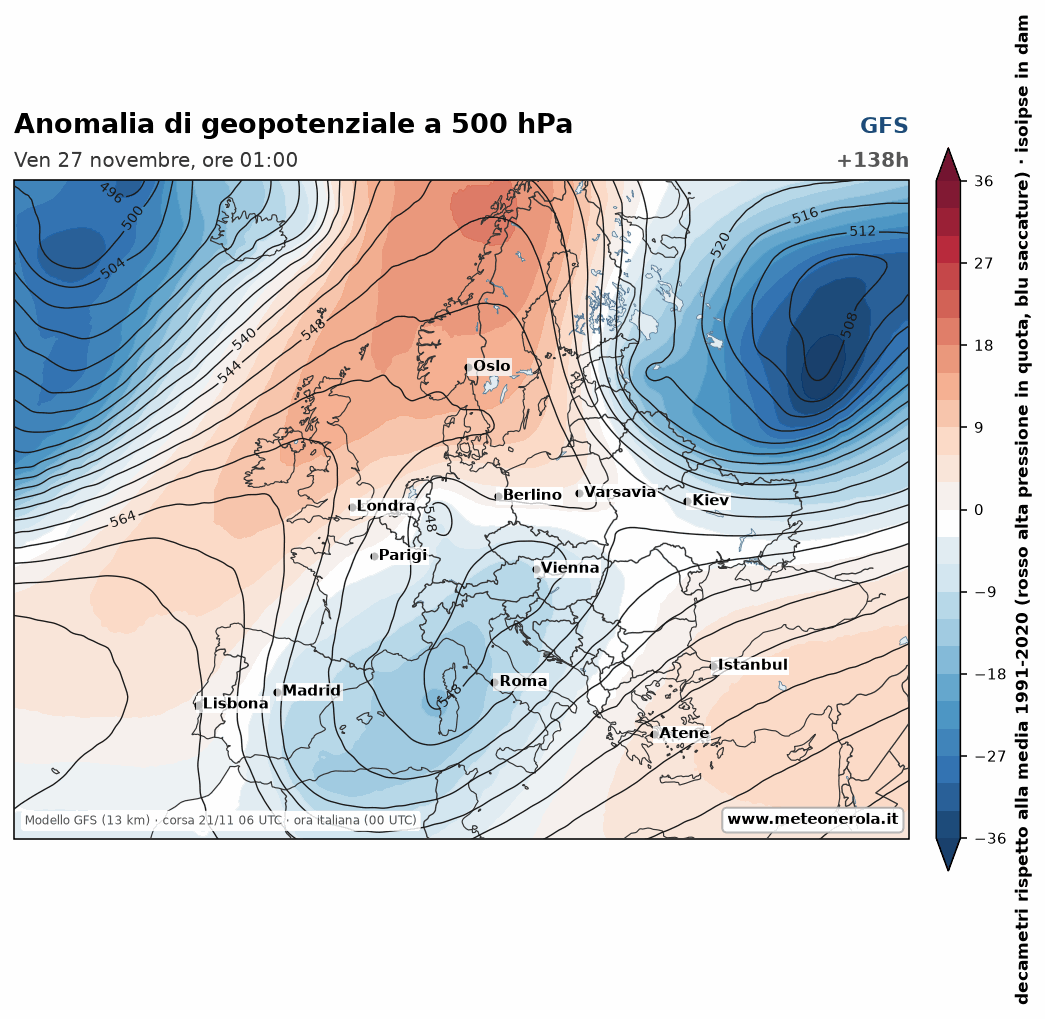 Anomalia di geopotenziale a 500 hPa
GFS
Ven 27 novembre, ore 01:00
+138h
496
500
504
540
544
548
564
548
548
520
516
512
508
Oslo
Londra
Berlino
Varsavia
Kiev
Parigi
Vienna
Istanbul
Roma
Madrid
Lisbona
Atene
Modello GFS (13 km) · corsa 21/11 06 UTC · ora italiana (00 UTC)
www.meteonerola.it
36
27
18
9
0
−9
−18
−27
−36
decametri rispetto alla media 1991-2020 (rosso alta pressione in quota, blu saccature) · isoipse in dam